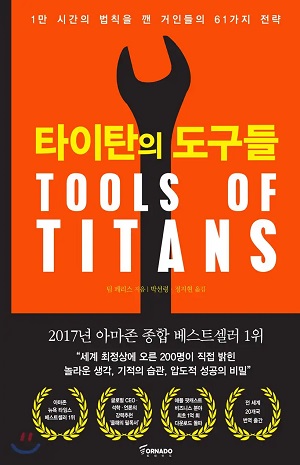 1만 시간의 법칙을 깬 거인들의 61가지 전략
타이탄의 도구들
TOOLS OF
TITANS
팀 페리스 지음 | 박선령 · 정지현 옮김
2017년 아마존 종합 베스트셀러 1위
“세계 최정상에 오른 200명이 직접 밝힌
놀라운 생각, 기적의 습관, 압도적 성공의 비밀”
아마존
뉴욕 타임스
베스트셀러 1위
글로벌 CEO·
석학·언론의
강력추천
“올해의 필독서”
애플 팟캐스트
비즈니스 분야
최초 1억 회
다운로드 돌파
전 세계
20개국
번역 출간
TORNADO
yes24